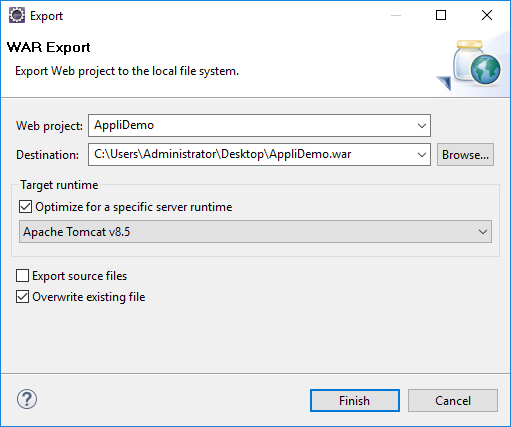 Export
WAR Export
Export Web project to the local file system.
Web project: AppliDemo
Destination: C:\Users\Administrator\Desktop\AppliDemo.war Browse...
Target runtime
Optimize for a specific server runtime
Apache Tomcat v8.5
Export source files
Overwrite existing file
? Finish Cancel